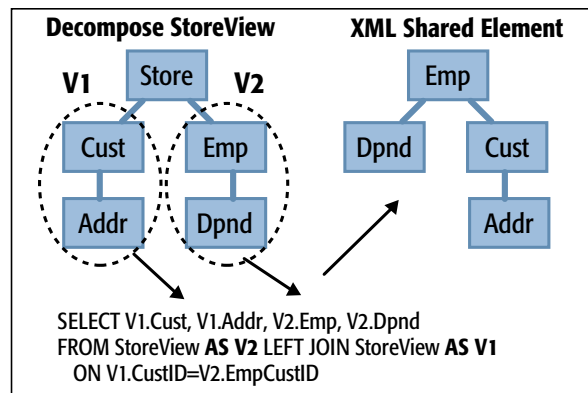 Decompose StoreView
XML Shared Element
V1
Store
V2
Emp
Cust
Emp
Dpnd
Cust
Addr
Dpnd
Addr
SELECT V1.Cust, V1.Addr, V2.Emp, V2.Dpnd
FROM StoreView AS V2 LEFT JOIN StoreView AS V1
ON V1.CustID=V2.EmpCustID